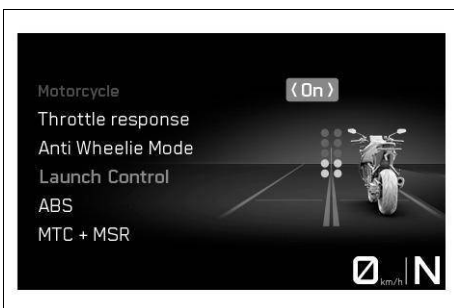 Motorcycle ⟨On⟩
Throttle response
Anti Wheelie Mode
Launch Control
ABS
MTC + MSR
0 km/h N